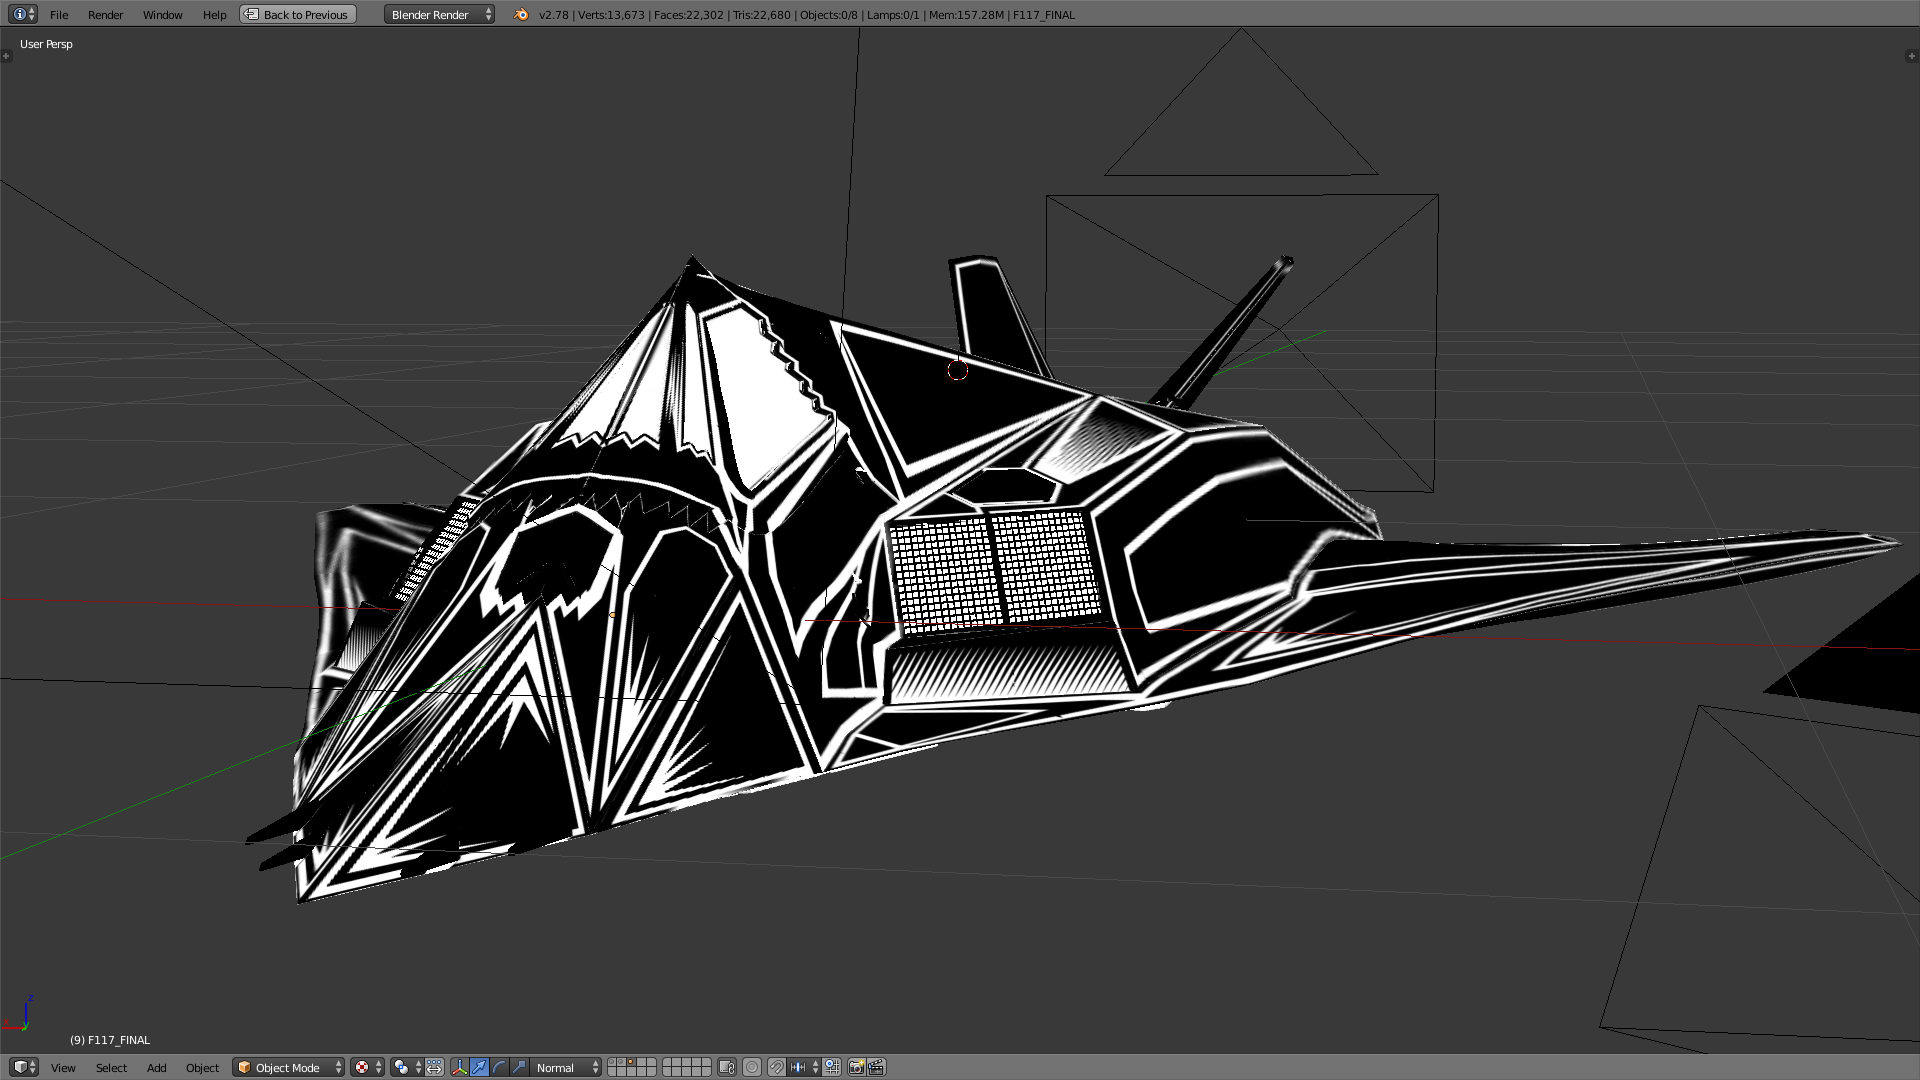 File Render Window Help Back to Previous Blender Render v2.78 | Verts:13,673 | Faces:22,302 | Tris:22,680 | Objects:0/8 | Lamps:0/1 | Mem:157.28M | F117_FINAL
User Persp
z
y
(9) F117_FINAL
View Select Add Object Object Mode Normal